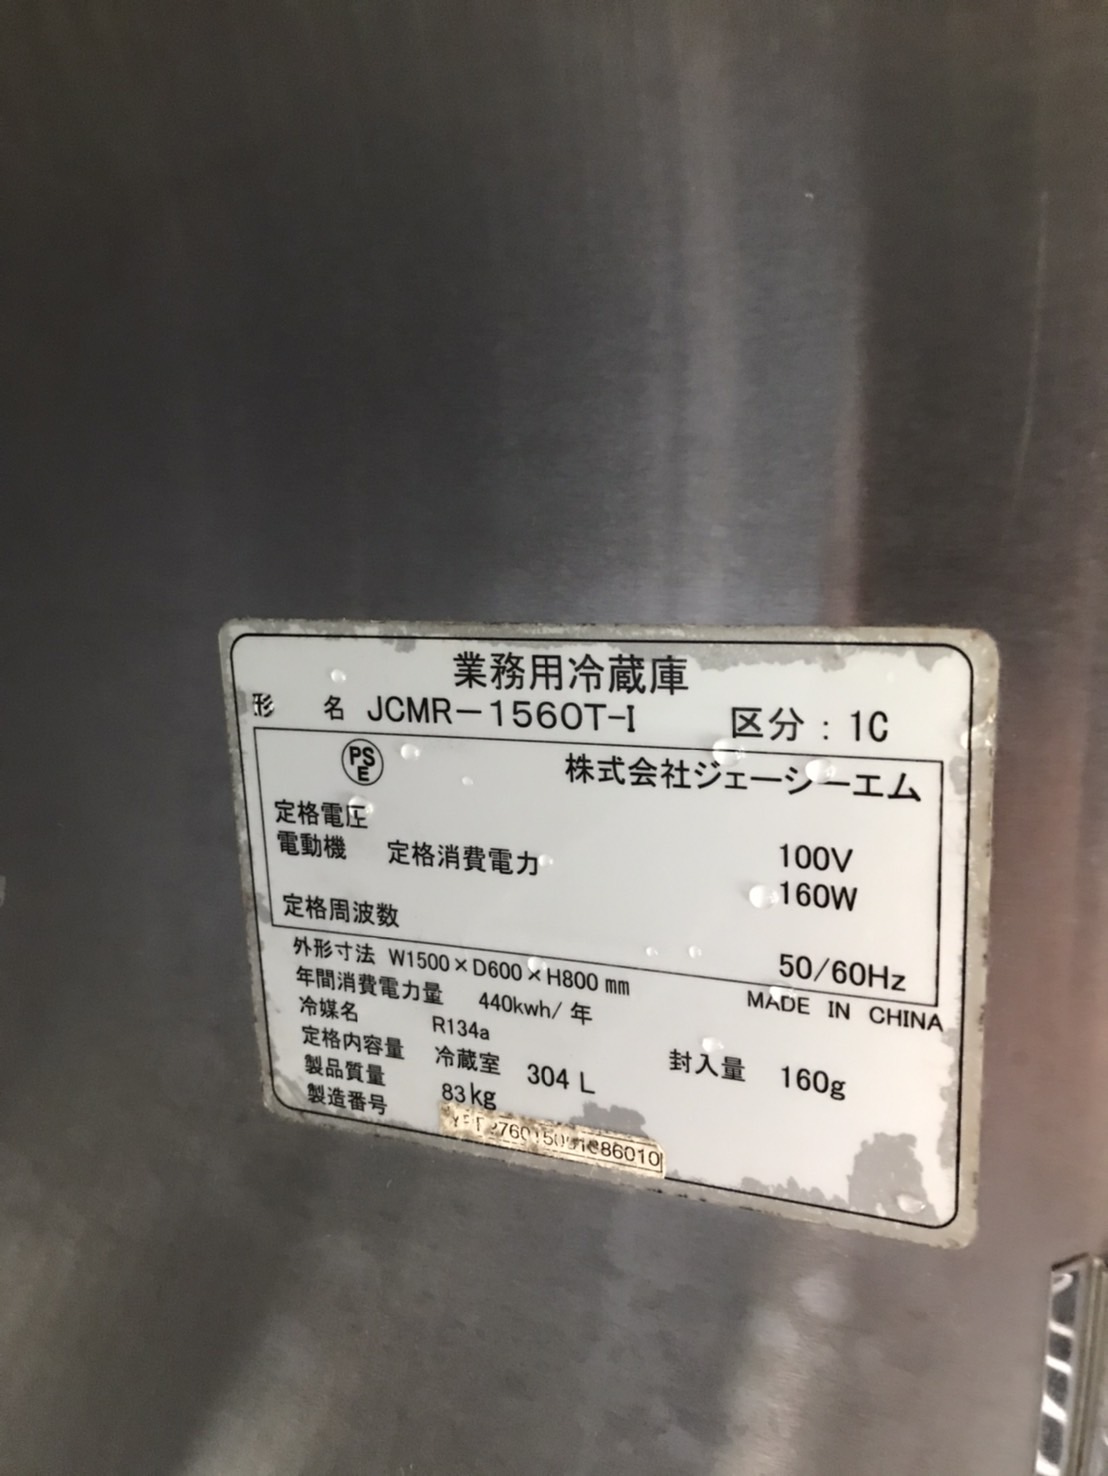 業務用冷蔵庫
形 名 JCMR-1560T-I 区分:1C
PS E
株式会社ジェーシーエム
定格電圧 100V
電動機 定格消費電力 160W
定格周波数 50/60Hz
外形寸法 W1500×D600×H800 mm
MADE IN CHINA
年間消費電力量 440kwh/年
冷媒名 R134a 封入量 160g
定格内容量 冷蔵室 304 L
製品質量 83kg
製造番号